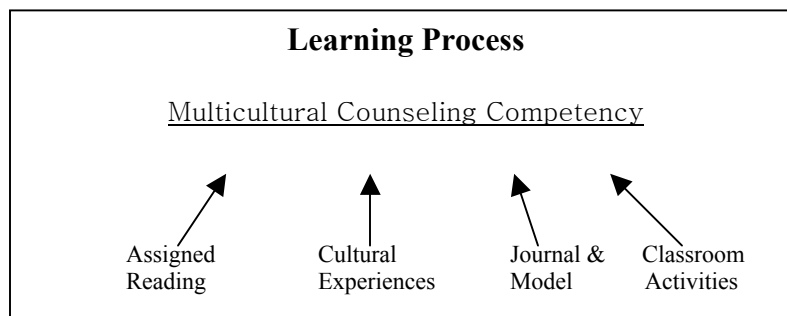 Learning Process
Multicultural Counseling Competency
Assigned Reading
Cultural Experiences
Journal & Model
Classroom Activities